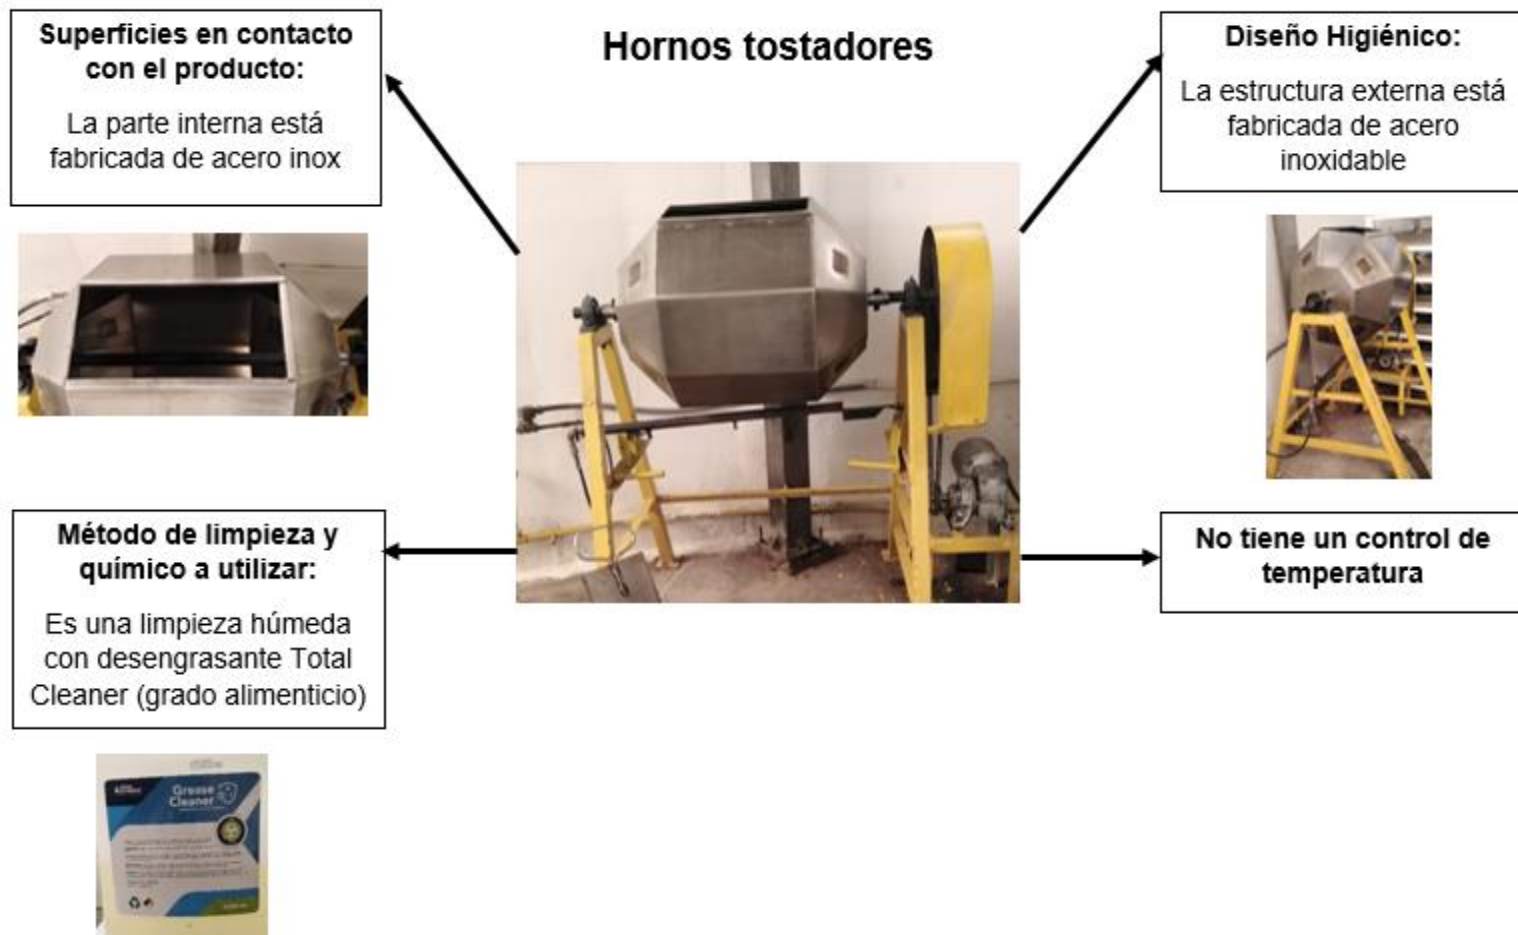 Hornos tostadores
Superficies en contacto
con el producto:
La parte interna está
fabricada de acero inox
Diseño Higiénico:
La estructura externa está
fabricada de acero
inoxidable
Método de limpieza y
químico a utilizar:
Es una limpieza húmeda
con desengrasante Total
Cleaner (grado alimenticio)
No tiene un control de
temperatura
Grease
Cleaner